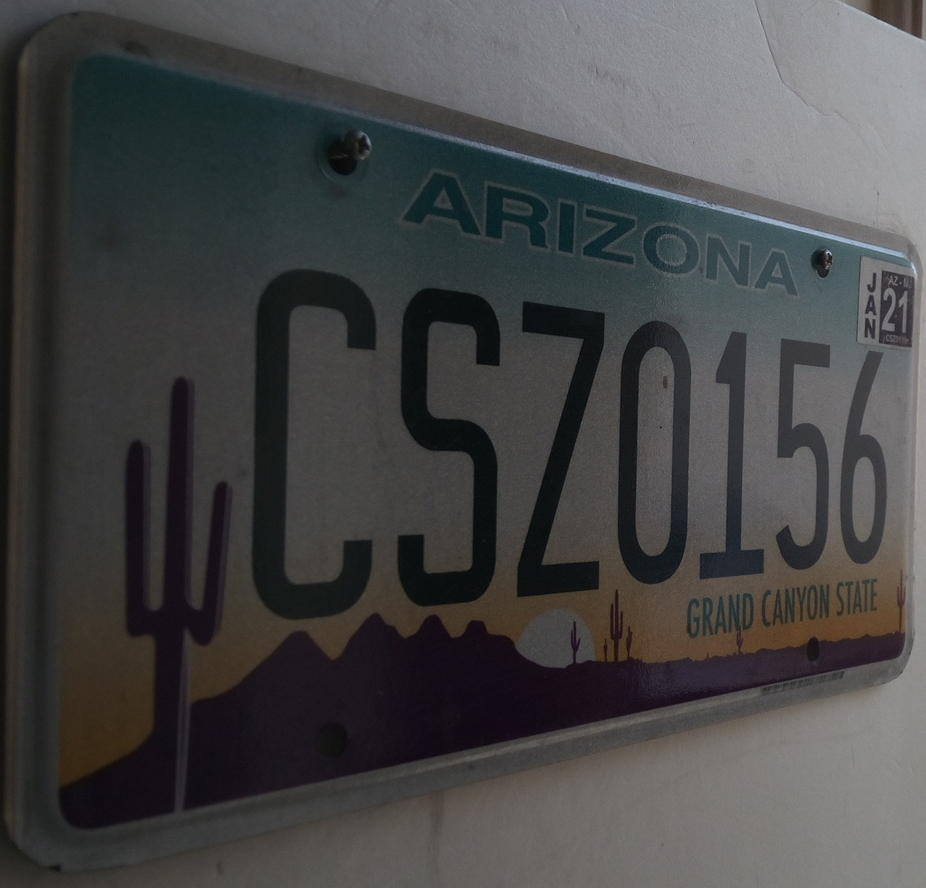 ARIZONA
JAN
21
CSZ0156
GRAND CANYON STATE